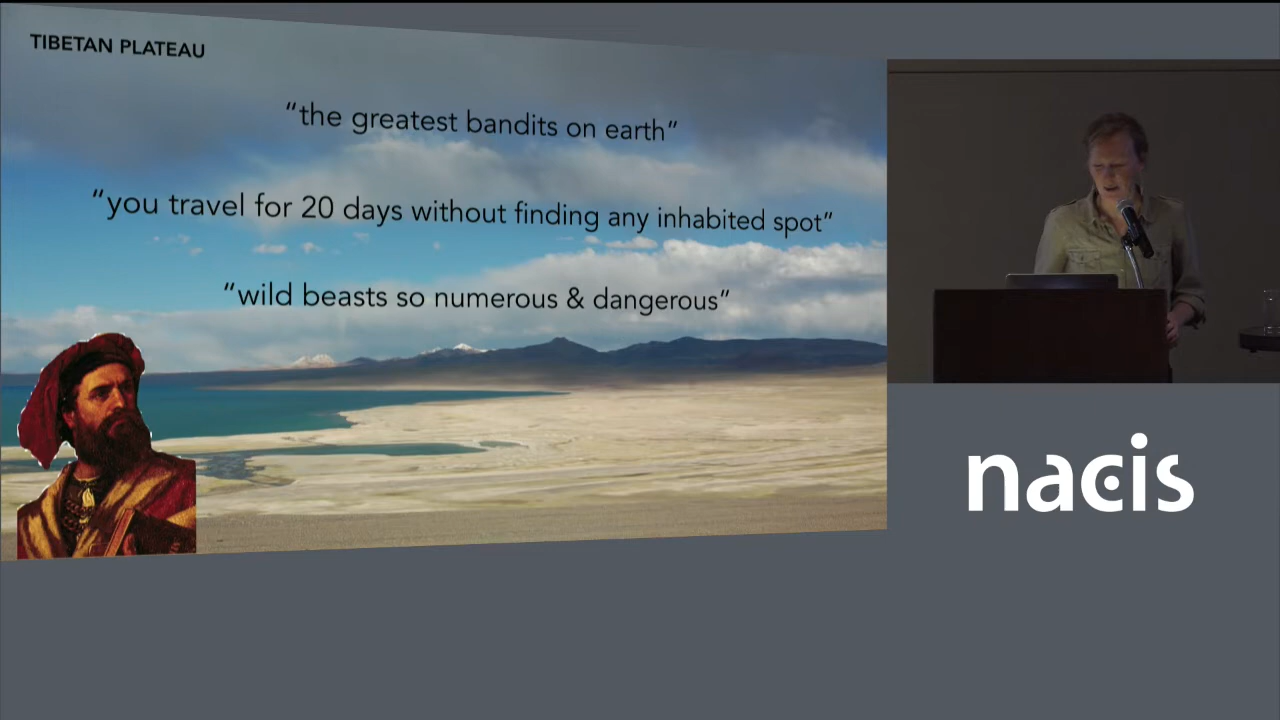 TIBETAN PLATEAU
“the greatest bandits on earth”
“you travel for 20 days without finding any inhabited spot”
“wild beasts so numerous & dangerous”
nacis